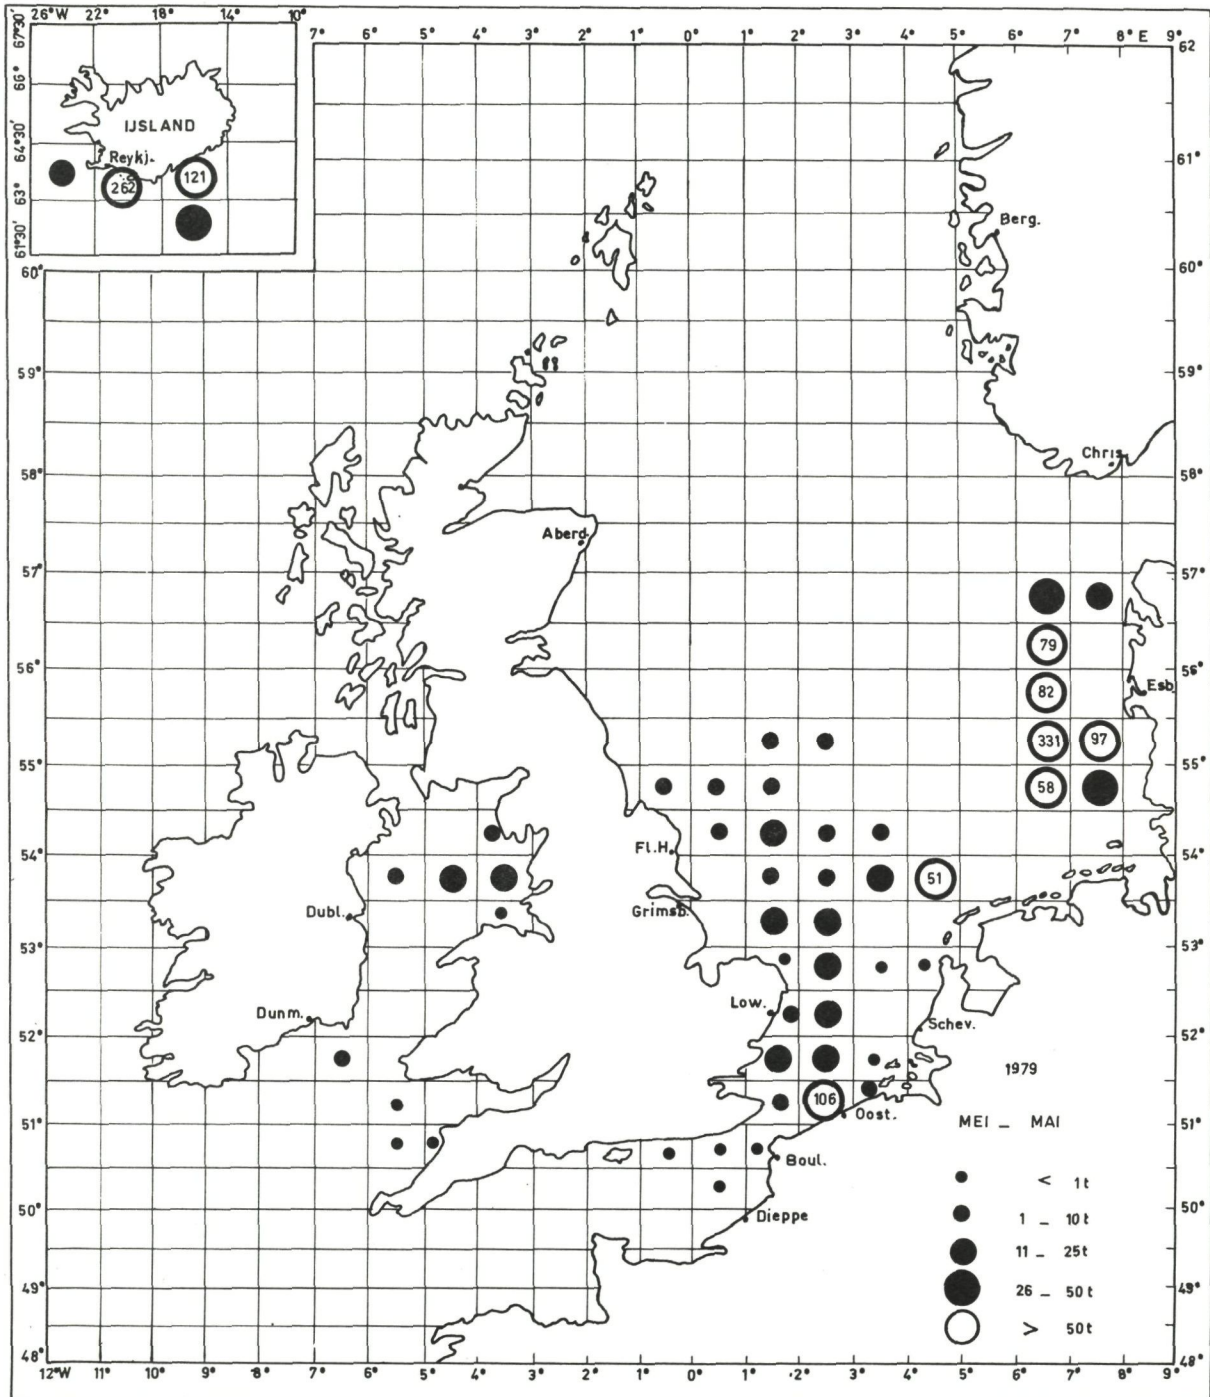 26°W 22° 18° 14° 10°
67°30' 66° 64°30' 63° 61°30'
IJSLAND
Reykj.
262
121
7° 6° 5° 4° 3° 2° 1° 0° 1° 2° 3° 4° 5° 6° 7° 8° E 9°
62
61°
60° 60°
59° 59°
58° 58°
57° 57°
56° 56°
55° 55°
54° 54°
53° 53°
52° 52°
51° 51°
50° 50°
49° 49°
48° 48°
Berg.
Chris
Aberd.
79
82
Esb
331
97
58
Fl.H.
51
Dubl.
Grimsb.
Dunm.
Low.
Schev.
1979
106
Oost.
MEI _ MAI
Boul.
Dieppe
< 1t
1 _ 10t
11 _ 25t
26 _ 50t
> 50t
12°W 11° 10° 9° 8° 7° 6° 5° 4° 3° 2° 1° 0° 1° 2° 3° 4° 5° 6° 7° 8° 9°